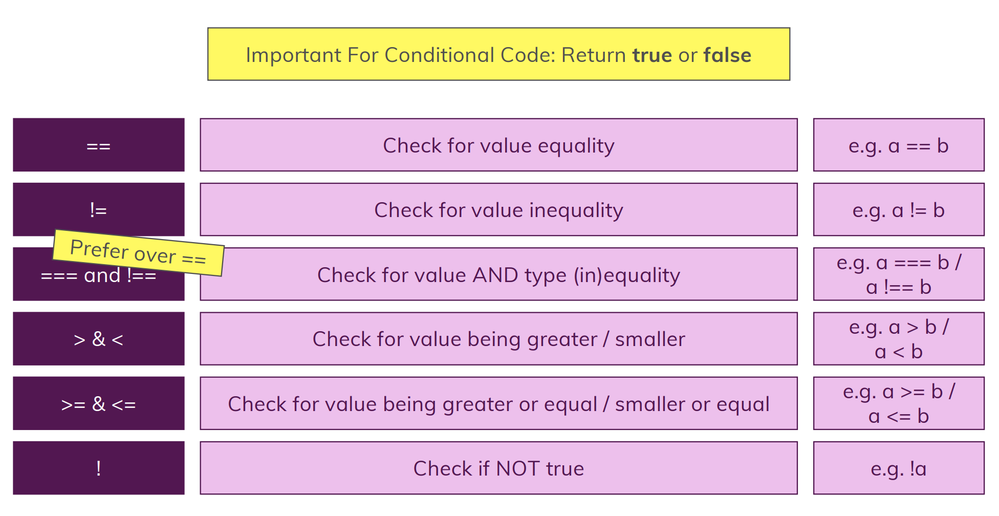 Important For Conditional Code: Return true or false
==
Check for value equality
e.g. a == b
!=
Check for value inequality
e.g. a != b
Prefer over ==
=== and !==
Check for value AND type (in)equality
e.g. a === b /
a !== b
> & <
Check for value being greater / smaller
e.g. a > b /
a < b
>= & <=
Check for value being greater or equal / smaller or equal
e.g. a >= b /
a <= b
!
Check if NOT true
e.g. !a